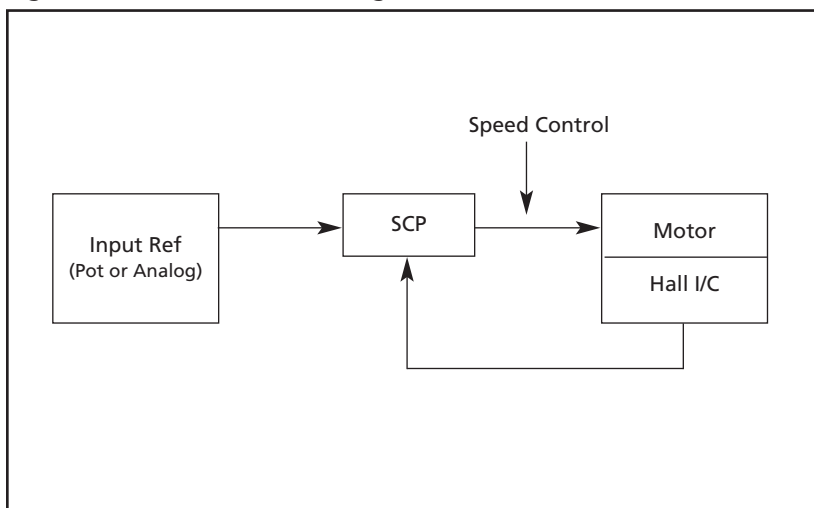 Speed Control
Input Ref
(Pot or Analog)
SCP
Motor
Hall I/C